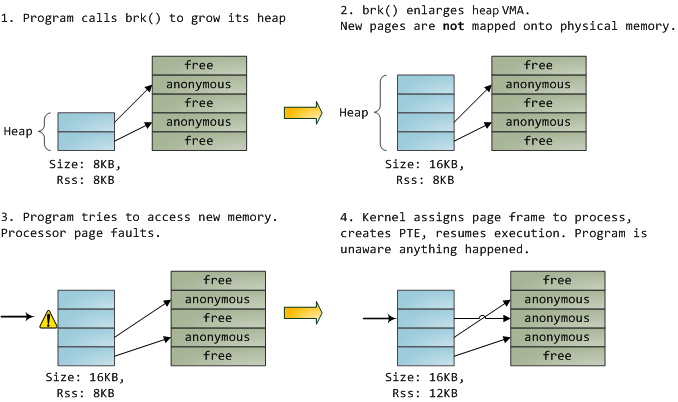 1. Program calls brk() to grow its heap
free
anonymous
free
anonymous
free
Heap
Size: 8KB,
Rss: 8KB
2. brk() enlarges heap VMA.
New pages are not mapped onto physical memory.
free
anonymous
free
anonymous
free
Heap
Size: 16KB,
Rss: 8KB
3. Program tries to access new memory.
Processor page faults.
free
anonymous
free
anonymous
free
Size: 16KB,
Rss: 8KB
4. Kernel assigns page frame to process,
creates PTE, resumes execution. Program is
unaware anything happened.
free
anonymous
anonymous
anonymous
free
Size: 16KB,
Rss: 12KB